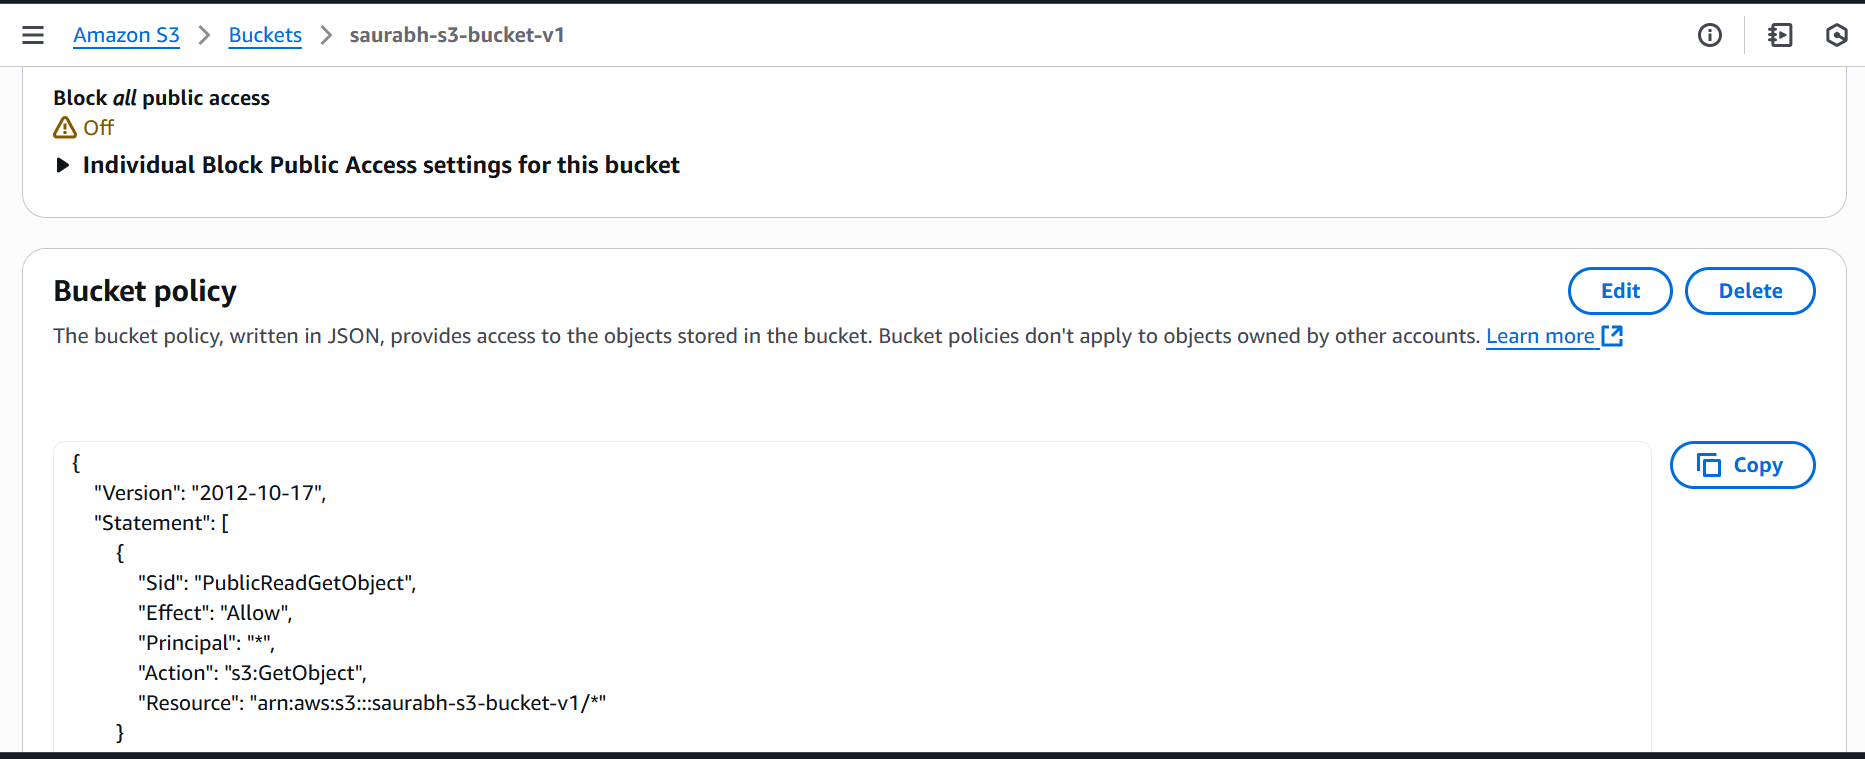 Amazon S3 > Buckets > saurabh-s3-bucket-v1
Block all public access
Off
Individual Block Public Access settings for this bucket
Bucket policy
Edit
Delete
The bucket policy, written in JSON, provides access to the objects stored in the bucket. Bucket policies don't apply to objects owned by other accounts. Learn more
Copy
{
    "Version": "2012-10-17",
    "Statement": [
        {
            "Sid": "PublicReadGetObject",
            "Effect": "Allow",
            "Principal": "*",
            "Action": "s3:GetObject",
            "Resource": "arn:aws:s3:::saurabh-s3-bucket-v1/*"
        }